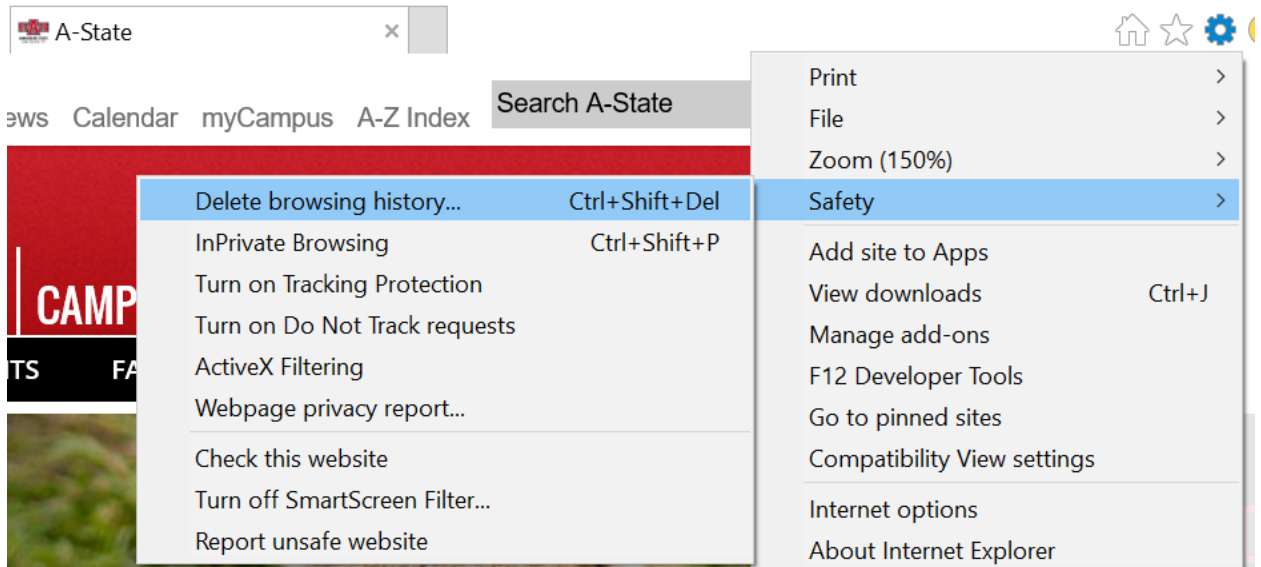 A-State
ews Calendar myCampus A-Z Index
Search A-State
CAMP
ITS FA
Print
File
Zoom (150%)
Safety
Add site to Apps
View downloads Ctrl+J
Manage add-ons
F12 Developer Tools
Go to pinned sites
Compatibility View settings
Internet options
About Internet Explorer
Delete browsing history... Ctrl+Shift+Del
InPrivate Browsing Ctrl+Shift+P
Turn on Tracking Protection
Turn on Do Not Track requests
ActiveX Filtering
Webpage privacy report...
Check this website
Turn off SmartScreen Filter...
Report unsafe website